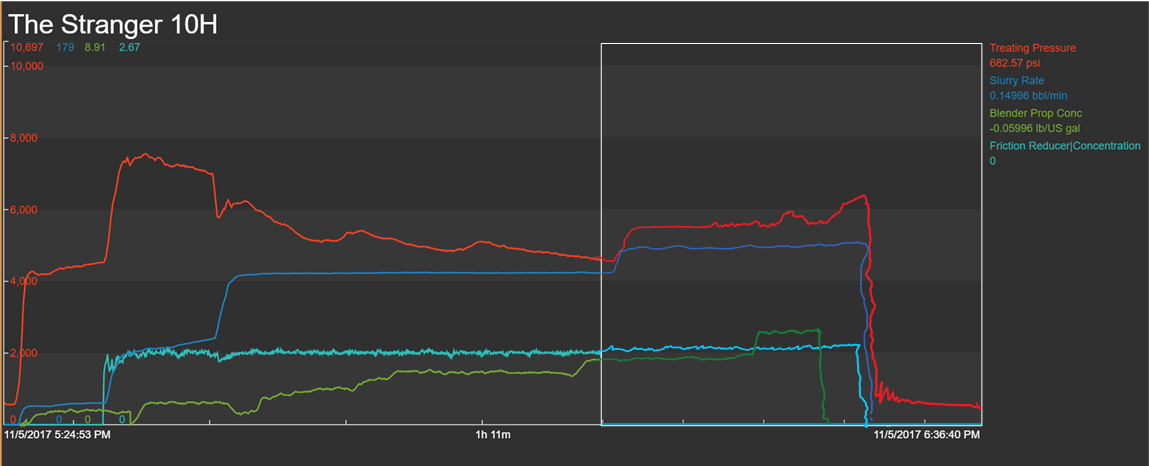 The Stranger 10H
10,697 179 8.91 2.67
10,000
8,000
6,000
4,000
2,000
0 0 0 0
11/5/2017 5:24:53 PM 1h 11m 11/5/2017 6:36:40 PM
Treating Pressure
682.57 psi
Slurry Rate
0.14996 bbl/min
Blender Prop Conc
-0.05996 lb/US gal
Friction Reducer|Concentration
0